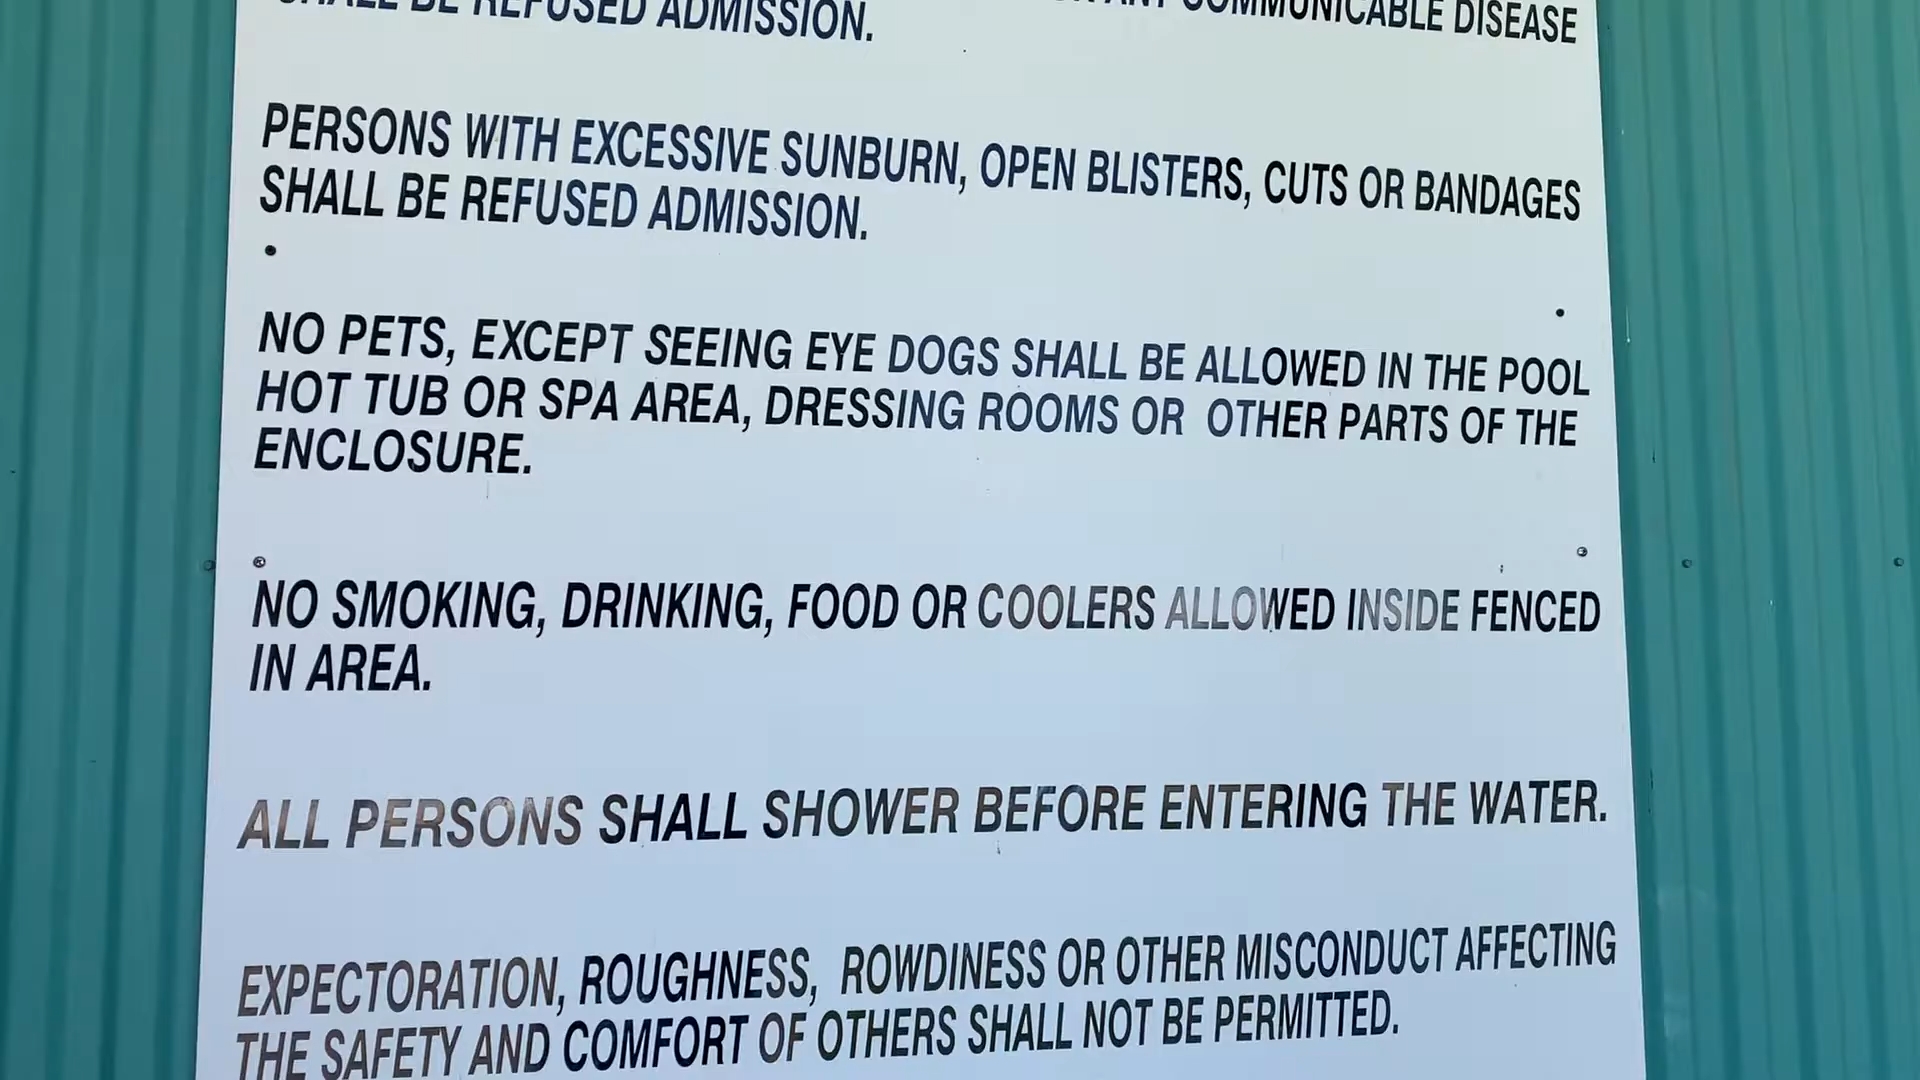 COMMUNICABLE DISEASE
SHALL BE REFUSED ADMISSION.
PERSONS WITH EXCESSIVE SUNBURN, OPEN BLISTERS, CUTS OR BANDAGES
SHALL BE REFUSED ADMISSION.
NO PETS, EXCEPT SEEING EYE DOGS SHALL BE ALLOWED IN THE POOL
HOT TUB OR SPA AREA, DRESSING ROOMS OR OTHER PARTS OF THE
ENCLOSURE.
NO SMOKING, DRINKING, FOOD OR COOLERS ALLOWED INSIDE FENCED
IN AREA.
ALL PERSONS SHALL SHOWER BEFORE ENTERING THE WATER.
EXPECTORATION, ROUGHNESS, ROWDINESS OR OTHER MISCONDUCT AFFECTING
THE SAFETY AND COMFORT OF OTHERS SHALL NOT BE PERMITTED.